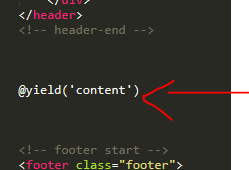 </div>
</header>
<!-- header-end -->
@yield('content')
<!-- footer start -->
<footer class="footer">